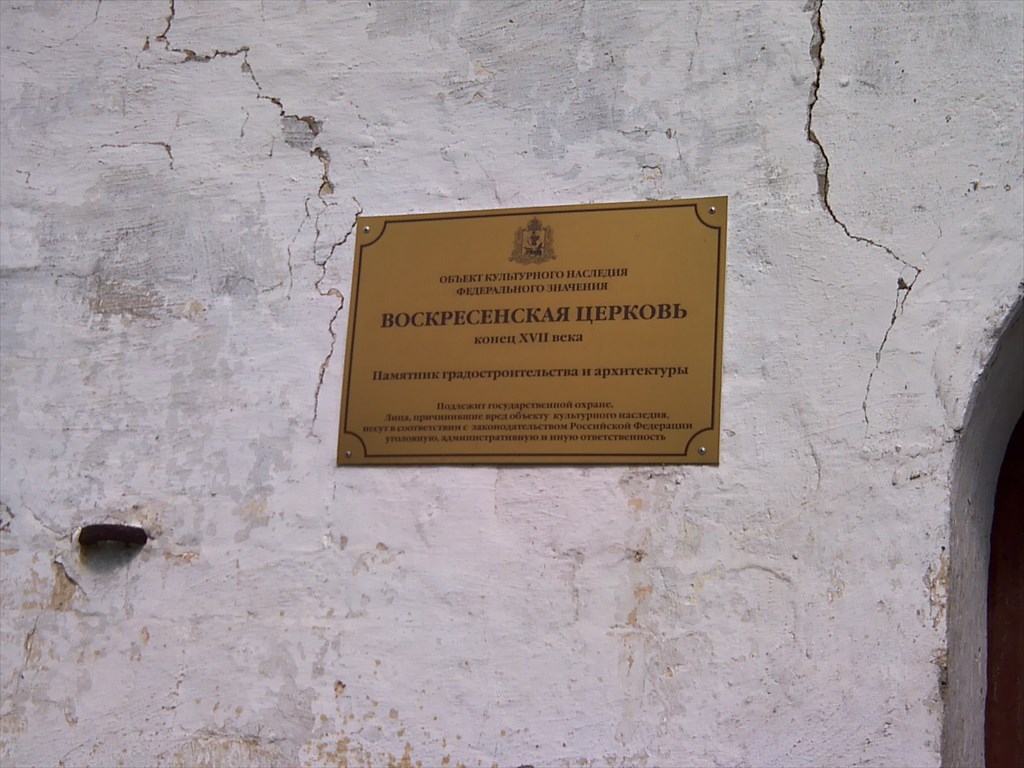 ОБЪЕКТ КУЛЬТУРНОГО НАСЛЕДИЯ
ФЕДЕРАЛЬНОГО ЗНАЧЕНИЯ
ВОСКРЕСЕНСКАЯ ЦЕРКОВЬ
конец XVII века
Памятник градостроительства и архитектуры
Подлежит государственной охране.
Лица, причинившие вред объекту культурного наследия,
несут в соответствии с законодательством Российской Федерации
уголовную, административную и иную ответственность